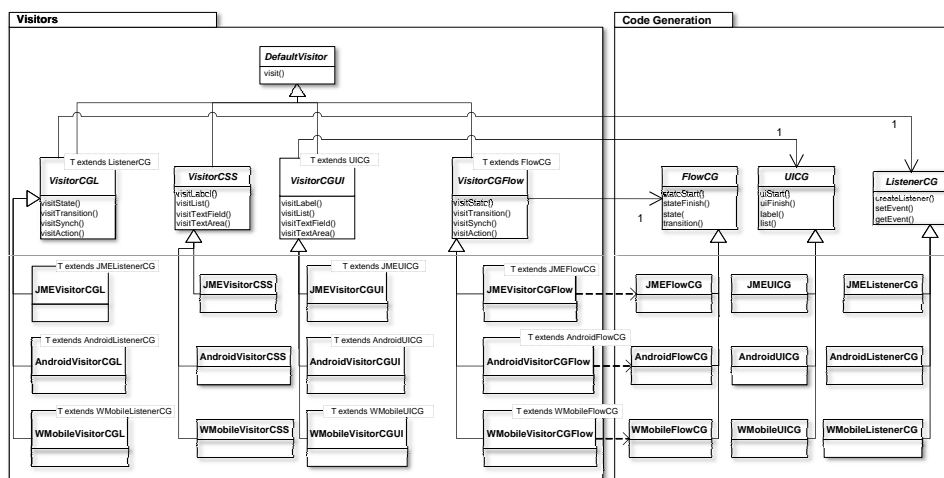 Visitors
Code Generation
DefaultVisitor
visit()
1
1
T extends ListenerCG
VisitorCGL
visitState()
visitTransition()
visitSynch()
visitAction()
VisitorCSS
visitLabel()
visitList()
visitTextField()
visitTextArea()
T extends UICG
VisitorCGUI
visitLabel()
visitList()
visitTextField()
visitTextArea()
T extends FlowCG
VisitorCGFlow
visitState()
visitTransition()
visitSynch()
visitAction()
1
FlowCG
stateStart()
stateFinish()
state(
transition()
UICG
uiStart()
uiFinish()
label()
list()
ListenerCG
createListener()
setEvent()
getEvent()
T extends JMEListenerCG
JMEVisitorCGL
JMEVisitorCSS
T extends JMEUICG
JMEVisitorCGUI
T extends JMEFlowCG
JMEVisitorCGFlow
JMEFlowCG
JMEUICG
JMEListenerCG
T extends AndroidListenerCG
AndroidVisitorCGL
AndroidVisitorCSS
T extends AndroidUICG
AndroidVisitorCGUI
T extends AndroidFlowCG
AndroidVisitorCGFlow
AndroidFlowCG
AndroidUICG
AndroidListenerCG
T extends WMobileListenerCG
WMobileVisitorCGL
WMobileVisitorCSS
T extends WMobileUICG
WMobileVisitorCGUI
T extends WMobileFlowCG
WMobileVisitorCGFlow
WMobileFlowCG
WMobileUICG
WMobileListenerCG